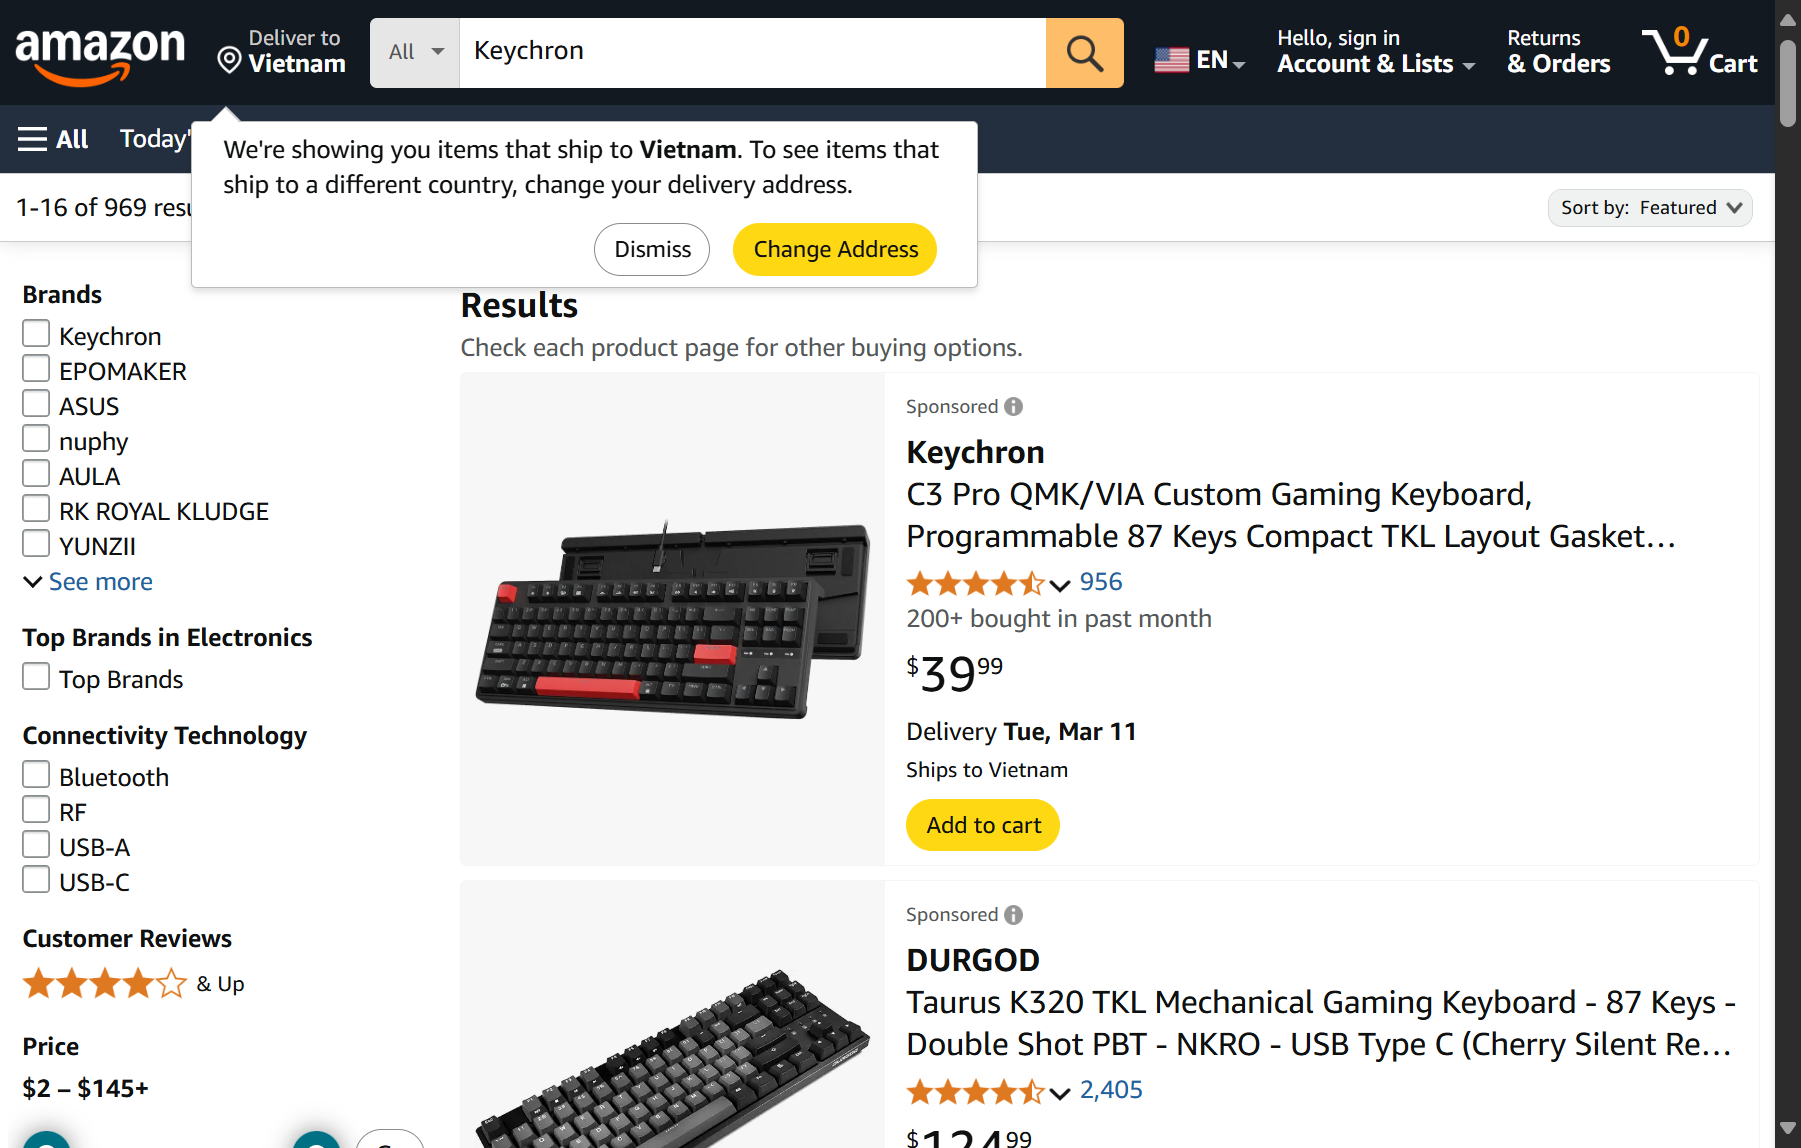 amazon
Deliver to
Vietnam
All
Keychron
EN
Hello, sign in
Account & Lists
Returns
& Orders
0
Cart
All
Today'
We're showing you items that ship to Vietnam. To see items that
ship to a different country, change your delivery address.
Dismiss
Change Address
1-16 of 969 resu
Sort by: Featured
Brands
Keychron
EPOMAKER
ASUS
nuphy
AULA
RK ROYAL KLUDGE
YUNZII
See more
Top Brands in Electronics
Top Brands
Connectivity Technology
Bluetooth
RF
USB-A
USB-C
Customer Reviews
& Up
Price
$2 – $145+
Results
Check each product page for other buying options.
Sponsored
Keychron
C3 Pro QMK/VIA Custom Gaming Keyboard,
Programmable 87 Keys Compact TKL Layout Gasket…
956
200+ bought in past month
$39 99
Delivery Tue, Mar 11
Ships to Vietnam
Add to cart
Sponsored
DURGOD
Taurus K320 TKL Mechanical Gaming Keyboard - 87 Keys -
Double Shot PBT - NKRO - USB Type C (Cherry Silent Re…
2,405
$124 99